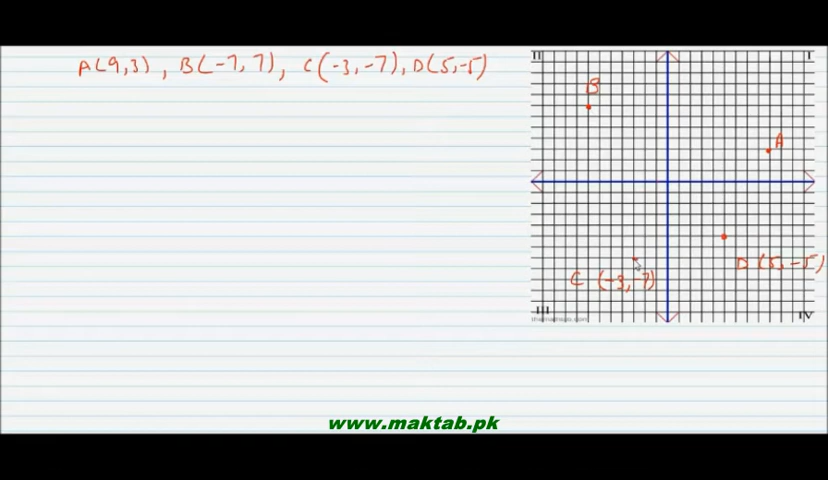 A(9,3), B(-7,7), C(-3,-7), D(5,-5)
II I
B
A
D (5,-5)
C (-3,-7)
III IV
www.maktab.pk